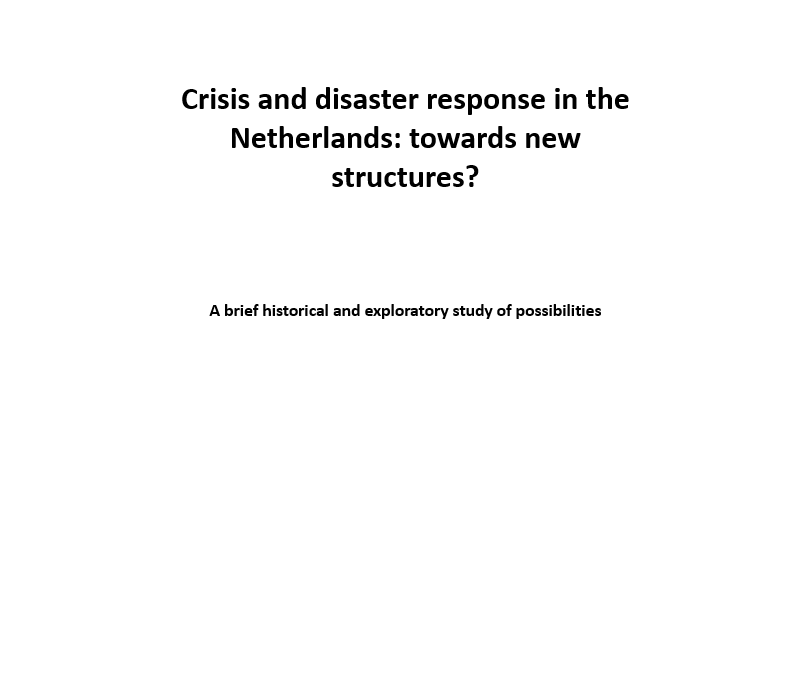 Crisis and disaster response in the
Netherlands: towards new
structures?
A brief historical and exploratory study of possibilities